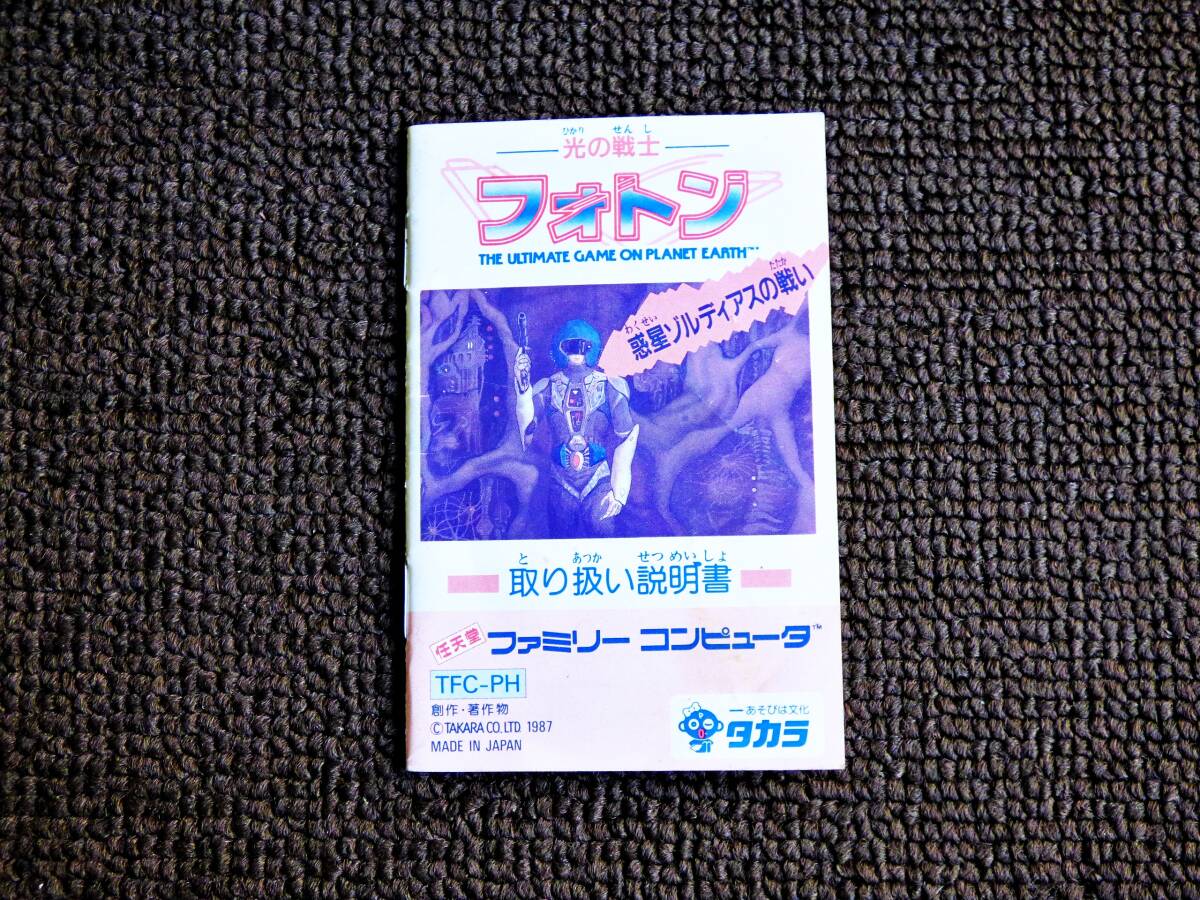 ひかり せんし
光の戦士
フォトン
THE ULTIMATE GAME ON PLANET EARTH™
わくせい たたか
惑星ゾルディアスの戦い
と あつか せつ めい しょ
取り扱い説明書
任天堂 ファミリー コンピュータ™
TFC-PH
創作・著作物
©TAKARA CO.,LTD. 1987
MADE IN JAPAN
あそびは文化
タカラ